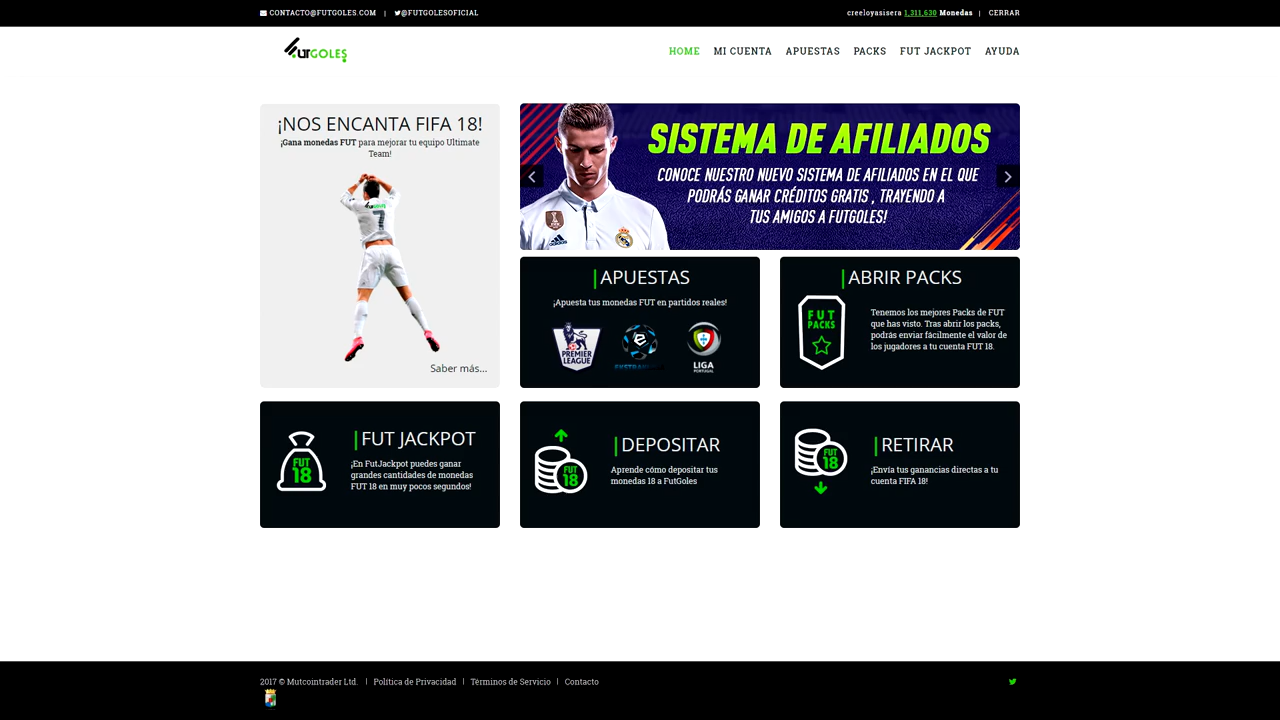 CONTACTO@FUTGOLES.COM | @FUTGOLESOFICIAL
creeloyasisera 1,311,630 Monedas | CERRAR
FUTGOLES
HOME MI CUENTA APUESTAS PACKS FUT JACKPOT AYUDA
¡NOS ENCANTA FIFA 18!
¡Gana monedas FUT para mejorar tu equipo Ultimate
Team!
7
Saber más...
SISTEMA DE AFILIADOS
CONOCE NUESTRO NUEVO SISTEMA DE AFILIADOS EN EL QUE
PODRÁS GANAR CRÉDITOS GRATIS , TRAYENDO A
TUS AMIGOS A FUTGOLES!
|APUESTAS
¡Apuesta tus monedas FUT en partidos reales!
PREMIER
LEAGUE
EKSTRAKLASA
LIGA
PORTUGAL
|ABRIR PACKS
FUT
PACKS
Tenemos los mejores Packs de FUT
que has visto. Tras abrir los packs,
podrás enviar fácilmente el valor de
los jugadores a tu cuenta FUT 18.
FUT
18
|FUT JACKPOT
¡En FutJackpot puedes ganar
grandes cantidades de monedas
FUT 18 en muy pocos segundos!
FUT
18
|DEPOSITAR
Aprende cómo depositar tus
monedas 18 a FutGoles
FUT
18
|RETIRAR
¡Envía tus ganancias directas a tu
cuenta FIFA 18!
2017 © Mutcointrader Ltd. | Política de Privacidad | Términos de Servicio | Contacto